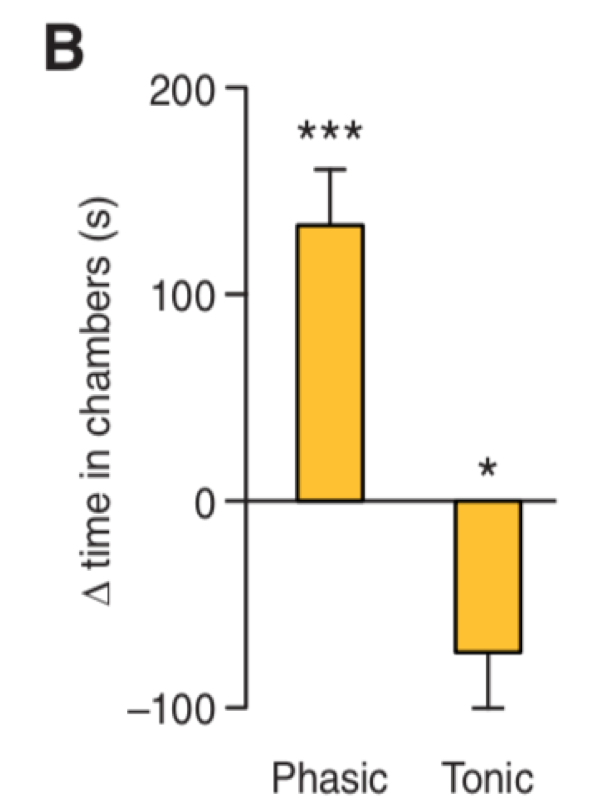 B
200
***
100
*
0
–100
Δ time in chambers (s)
Phasic Tonic